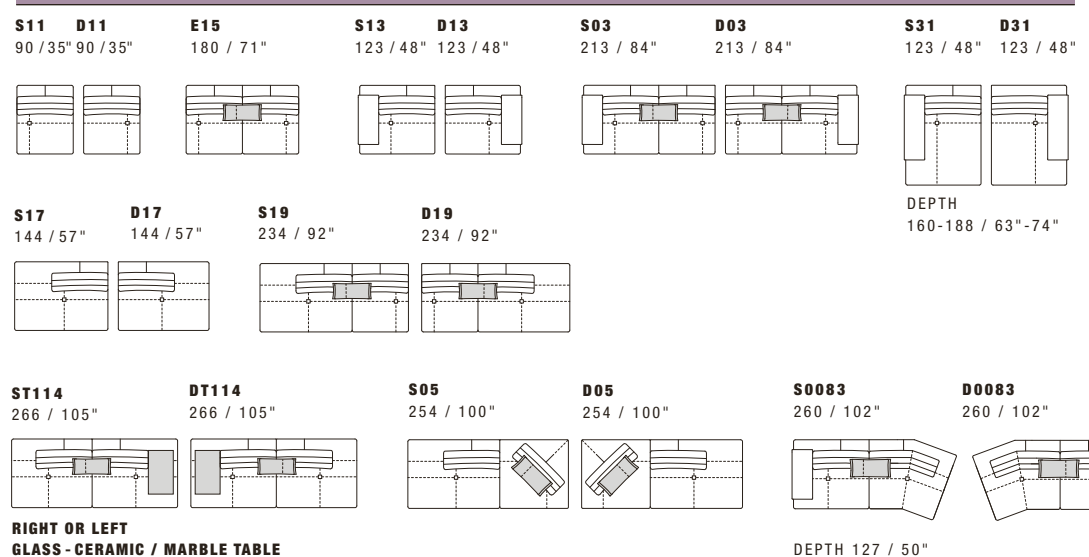 S11 D11 E15 S13 D13 S03 D03 S31 D31
90 / 35" 90 / 35" 180 / 71" 123 / 48" 123 / 48" 213 / 84" 213 / 84" 123 / 48" 123 / 48"
DEPTH
160-188 / 63"-74"
S17 D17 S19 D19
144 / 57" 144 / 57" 234 / 92" 234 / 92"
ST114 DT114 S05 D05 S0083 D0083
266 / 105" 266 / 105" 254 / 100" 254 / 100" 260 / 102" 260 / 102"
RIGHT OR LEFT
GLASS - CERAMIC / MARBLE TABLE
DEPTH 127 / 50"